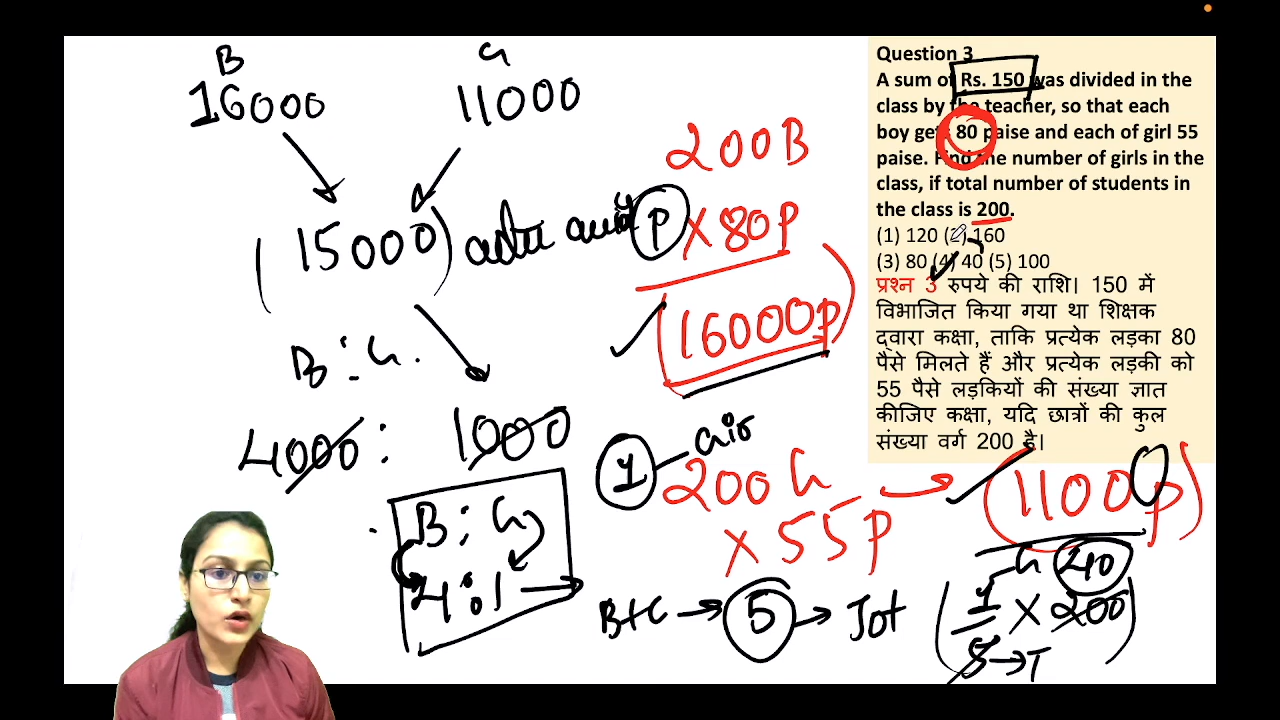 B
G
16000
11000
(15000)
B : G.
4000 : 1000
B : G
4 : 1
200B
P
X 80P
16000P
1
200G
X 55P
(1100P)
B+G → 5 → Tot
G 40
1/5 X 200
5 → T
Question 3
A sum of Rs. 150 was divided in the
class by the teacher, so that each
boy gets 80 paise and each of girl 55
paise. Find the number of girls in the
class, if total number of students in
the class is 200.
(1) 120 (2) 160
(3) 80 (4) 40 (5) 100
प्रश्न 3 रुपये की राशि। 150 में
विभाजित किया गया था शिक्षक
द्वारा कक्षा, ताकि प्रत्येक लड़का 80
पैसे मिलते हैं और प्रत्येक लड़की को
55 पैसे लड़कियों की संख्या ज्ञात
कीजिए कक्षा, यदि छात्रों की कुल
संख्या वर्ग 200 है।